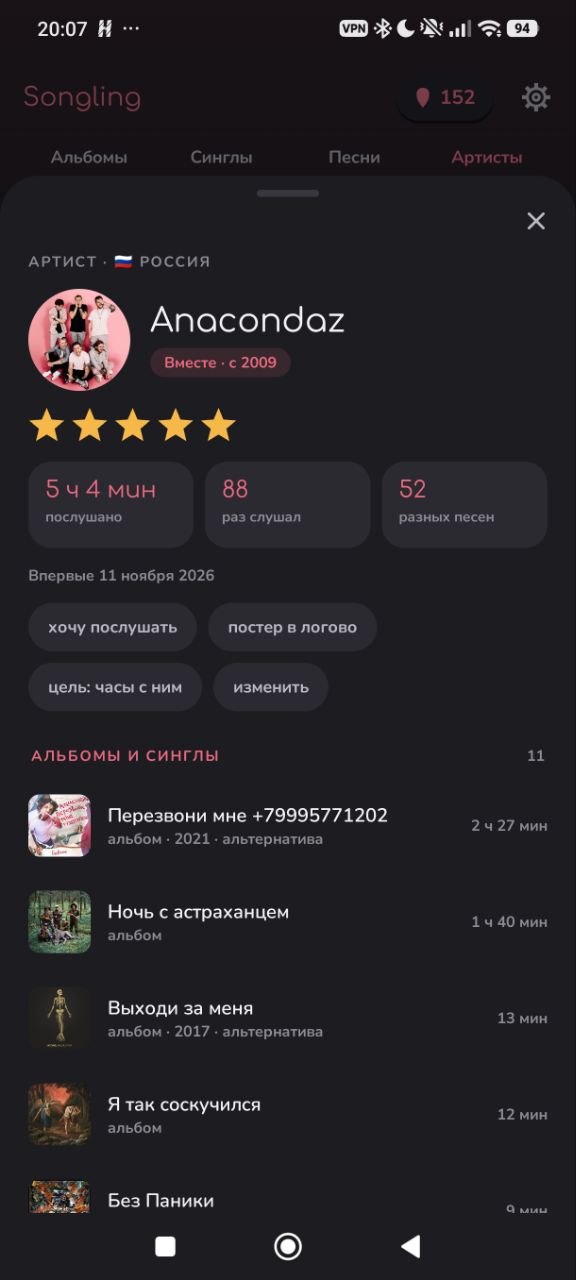 20:07
VPN
94
Songling
152
Альбомы Синглы Песни Артисты
АРТИСТ · РОССИЯ
Anacondaz
Вместе · с 2009
5 ч 4 мин 88 52
послушано раз слушал разных песен
Впервые 11 ноября 2026
хочу послушать постер в логово
цель: часы с ним изменить
АЛЬБОМЫ И СИНГЛЫ 11
Перезвони мне +79995771202
альбом · 2021 · альтернатива
2 ч 27 мин
Ночь с астраханцем
альбом
1 ч 40 мин
Выходи за меня
альбом · 2017 · альтернатива
13 мин
Я так соскучился
альбом
12 мин
Без Паники
9 мин